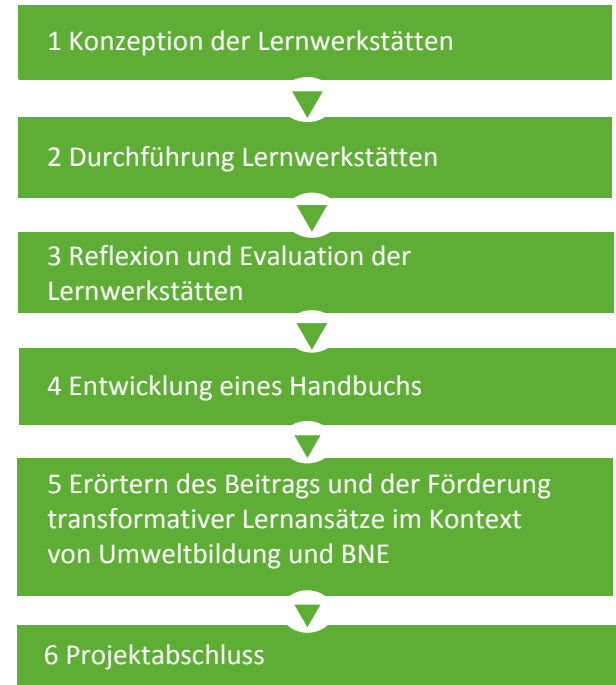 1 Konzeption der Lernwerkstätten
2 Durchführung Lernwerkstätten
3 Reflexion und Evaluation der
Lernwerkstätten
4 Entwicklung eines Handbuchs
5 Erörtern des Beitrags und der Förderung
transformativer Lernansätze im Kontext
von Umweltbildung und BNE
6 Projektabschluss